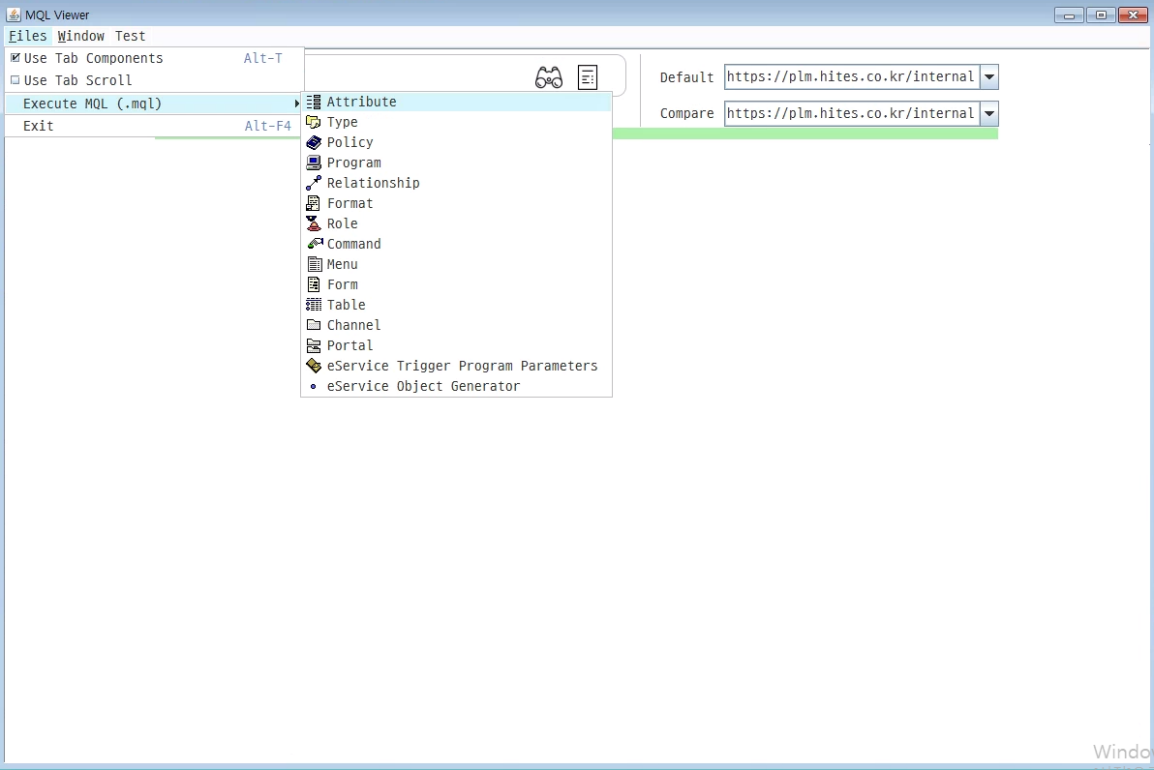 MQL Viewer
Files Window Test
Use Tab Components Alt-T
Use Tab Scroll
Execute MQL (.mql)
Exit Alt-F4
Attribute
Type
Policy
Program
Relationship
Format
Role
Command
Menu
Form
Table
Channel
Portal
eService Trigger Program Parameters
eService Object Generator
Default https://plm.hites.co.kr/internal
Compare https://plm.hites.co.kr/internal
Windo